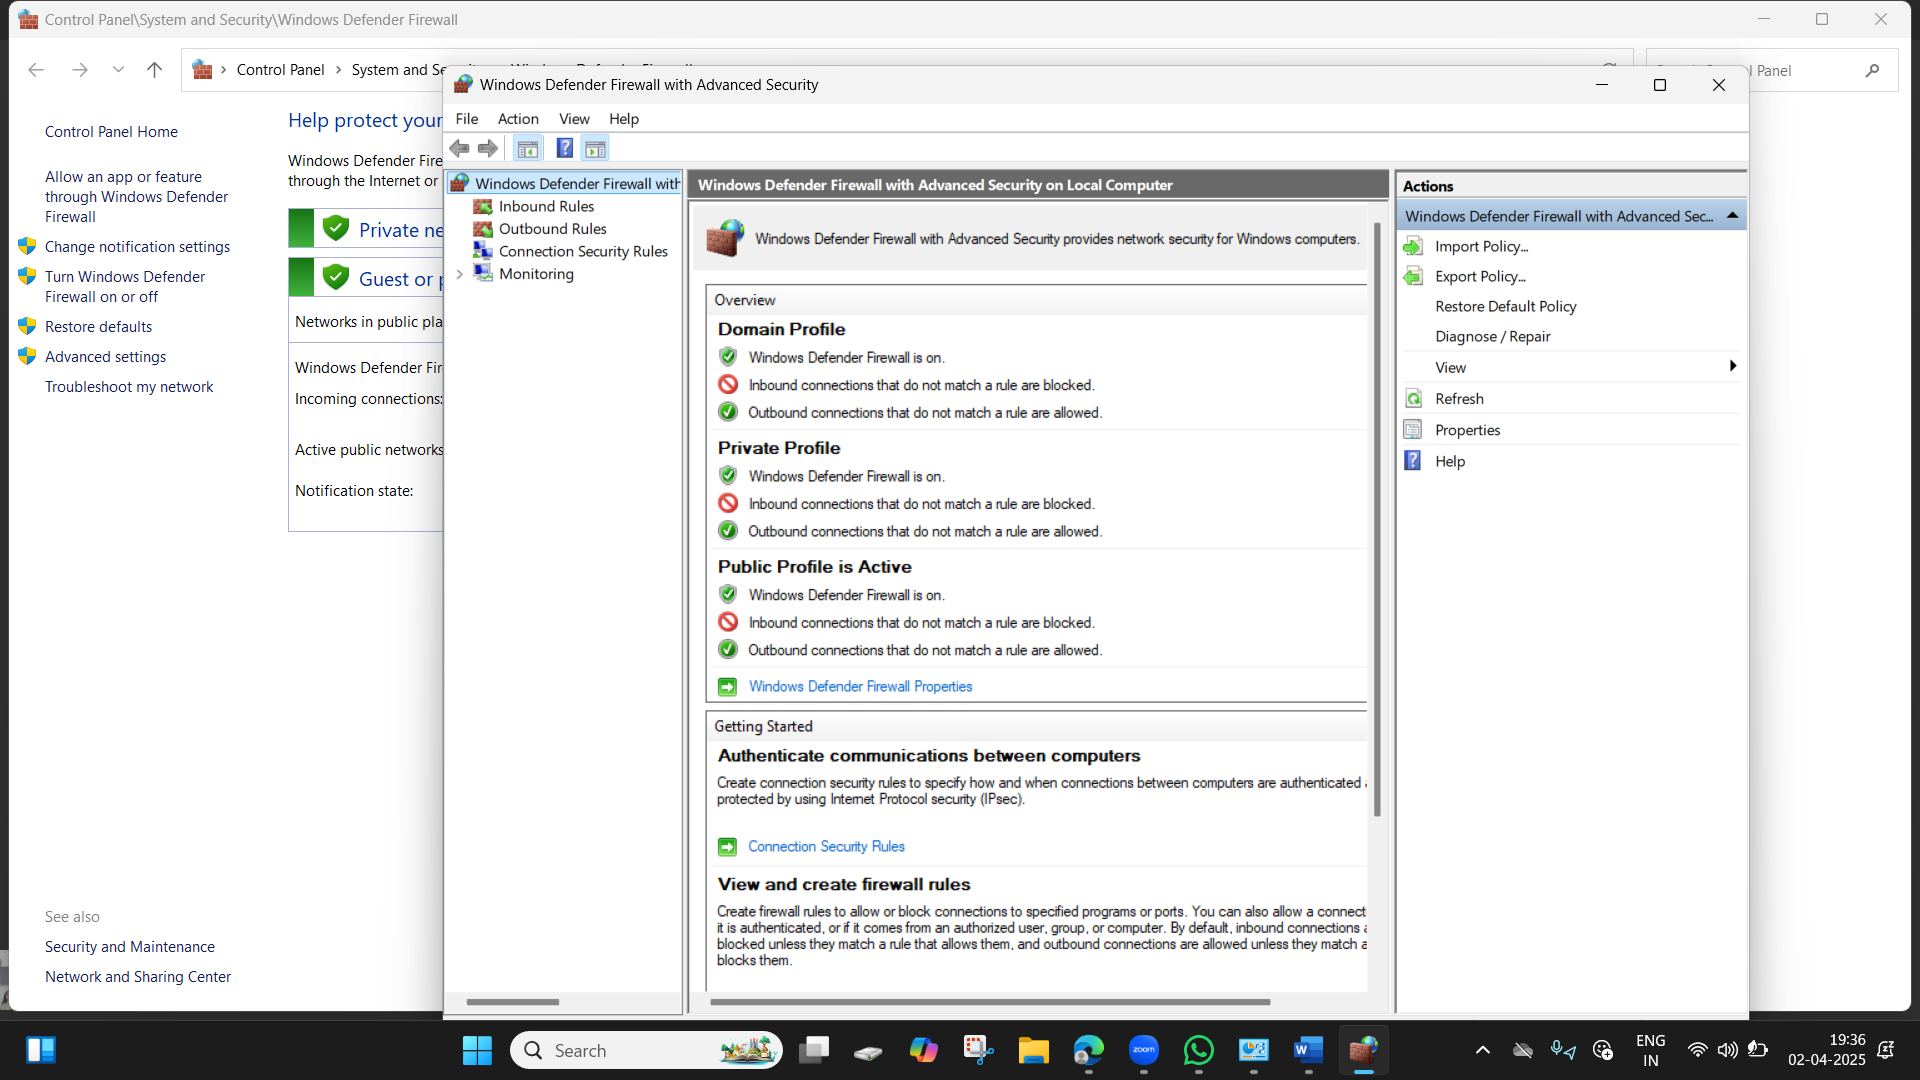 Control Panel\System and Security\Windows Defender Firewall
Control Panel
System and
Panel
Control Panel Home
Allow an app or feature
through Windows Defender
Firewall
Change notification settings
Turn Windows Defender
Firewall on or off
Restore defaults
Advanced settings
Troubleshoot my network
See also
Security and Maintenance
Network and Sharing Center
Help protect your
Windows Defender
through the Internet or
Private
Guest or
Networks in public
Windows Defender
Incoming connections:
Active public networks
Notification state:
Windows Defender Firewall with Advanced Security
File Action View Help
Windows Defender Firewall with
Inbound Rules
Outbound Rules
Connection Security Rules
Monitoring
Windows Defender Firewall with Advanced Security on Local Computer
Windows Defender Firewall with Advanced Security provides network security for Windows computers.
Overview
Domain Profile
Windows Defender Firewall is on.
Inbound connections that do not match a rule are blocked.
Outbound connections that do not match a rule are allowed.
Private Profile
Windows Defender Firewall is on.
Inbound connections that do not match a rule are blocked.
Outbound connections that do not match a rule are allowed.
Public Profile is Active
Windows Defender Firewall is on.
Inbound connections that do not match a rule are blocked.
Outbound connections that do not match a rule are allowed.
Windows Defender Firewall Properties
Getting Started
Authenticate communications between computers
Create connection security rules to specify how and when connections between computers are authenticated
protected by using Internet Protocol security (IPsec).
Connection Security Rules
View and create firewall rules
Create firewall rules to allow or block connections to specified programs or ports. You can also allow a
it is authenticated, or if it comes from an authorized user, group, or computer. By default, inbound connections
blocked unless they match a rule that allows them, and outbound connections are allowed unless they match a
blocks them.
Actions
Windows Defender Firewall with Advanced Sec...
Import Policy...
Export Policy...
Restore Default Policy
Diagnose / Repair
View
Refresh
Properties
Help
Search
zoom
W
ENG
IN
19:36
02-04-2025